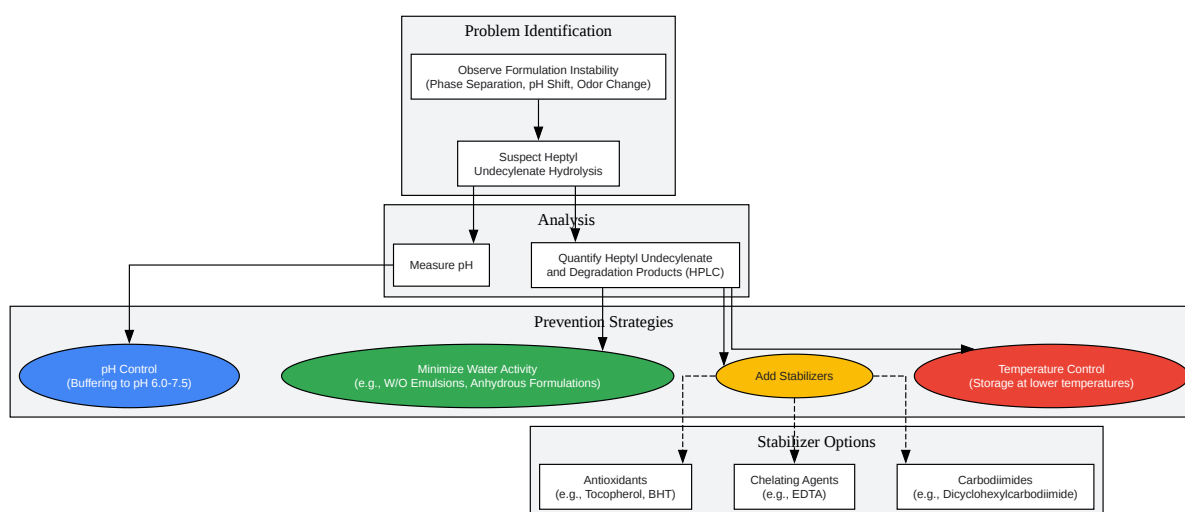 Problem Identification
Observe Formulation Instability
(Phase Separation, pH Shift, Odor Change)
Suspect Heptyl
Undecylenate Hydrolysis
Analysis
Measure pH
Quantify Heptyl Undecylenate
and Degradation Products (HPLC)
Prevention Strategies
pH Control
(Buffering to pH 6.0-7.5)
Minimize Water Activity
(e.g., W/O Emulsions, Anhydrous Formulations)
Add Stabilizers
Temperature Control
(Storage at lower temperatures)
Stabilizer Options
Antioxidants
(e.g., Tocopherol, BHT)
Chelating Agents
(e.g., EDTA)
Carbodiimides
(e.g., Dicyclohexylcarbodiimide)